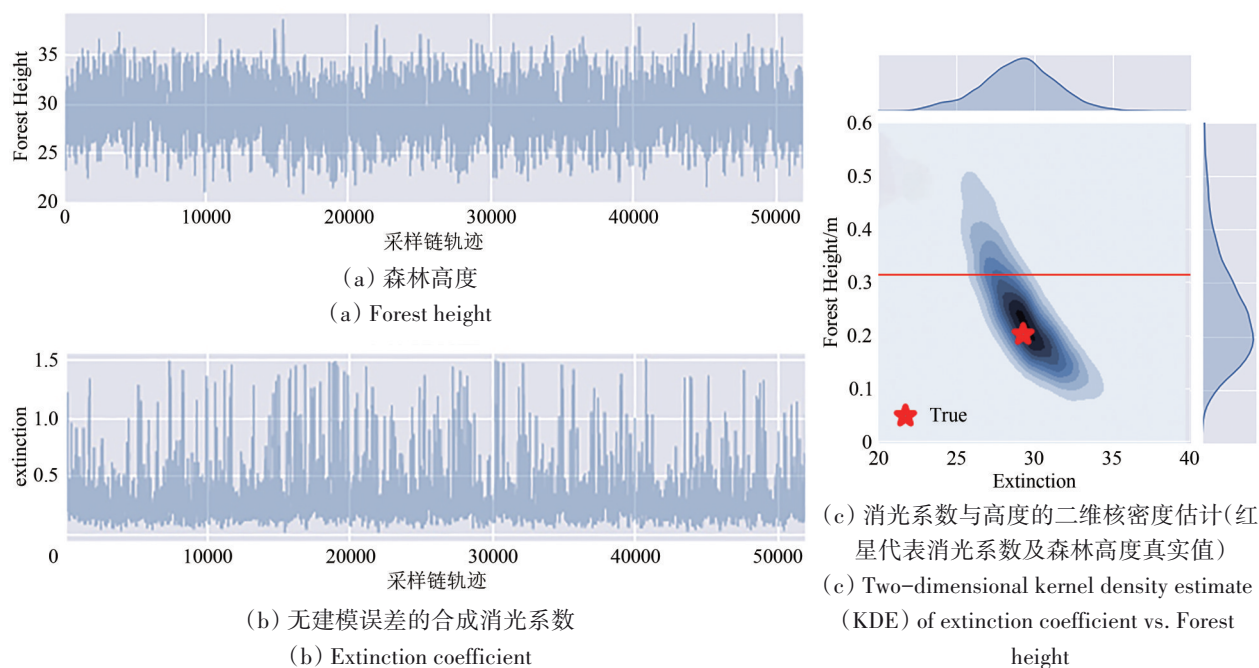 Forest Height
35
30
25
20
0 10000 20000 30000 40000 50000
采样链轨迹
(a) 森林高度
(a) Forest height
extinction
1.5
1.0
0.5
0 10000 20000 30000 40000 50000
采样链轨迹
(b) 无建模误差的合成消光系数
(b) Extinction coefficient
Forest Height/m
0.6
0.5
0.4
0.3
0.2
0.1
0
True
20 25 30 35 40
Extinction
(c) 消光系数与高度的二维核密度估计(红
星代表消光系数及森林高度真实值)
(c) Two-dimensional kernel density estimate
(KDE) of extinction coefficient vs. Forest
height